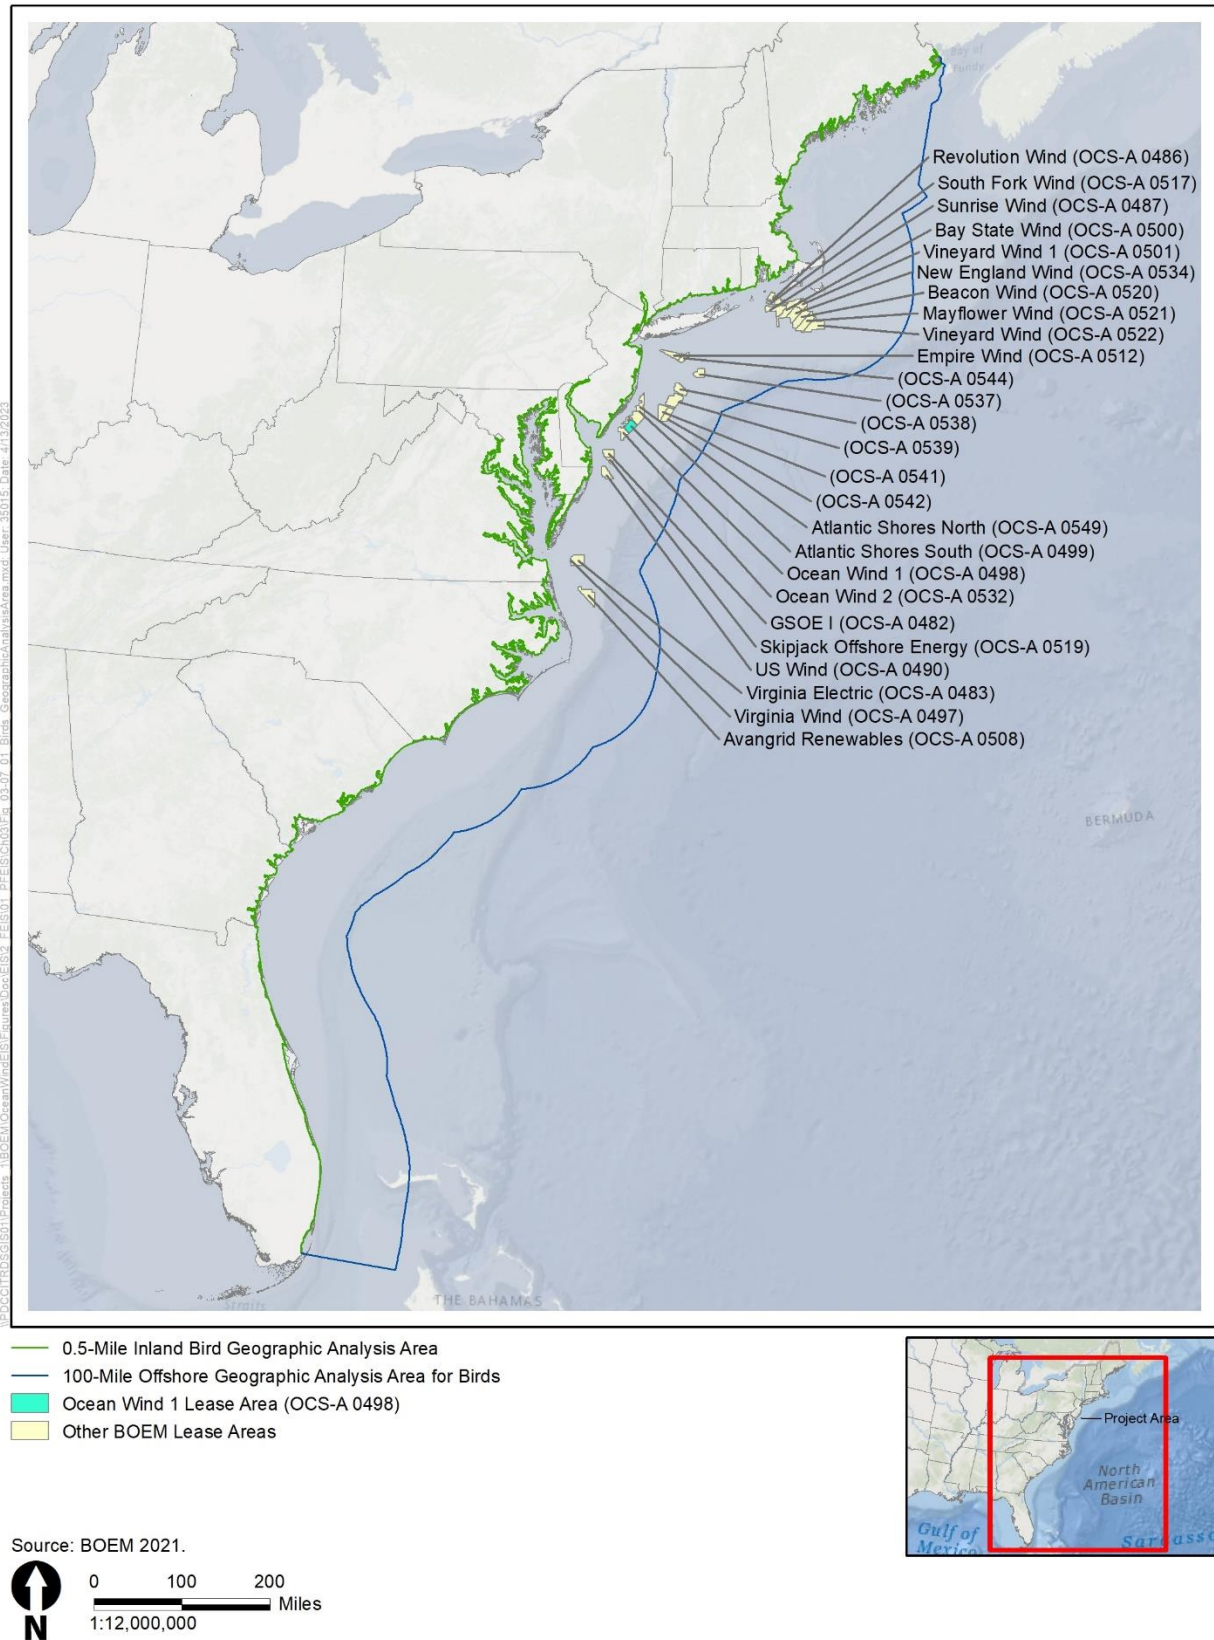 Bay of
Fundy
Revolution Wind (OCS-A 0486)
South Fork Wind (OCS-A 0517)
Sunrise Wind (OCS-A 0487)
Bay State Wind (OCS-A 0500)
Vineyard Wind 1 (OCS-A 0501)
New England Wind (OCS-A 0534)
Beacon Wind (OCS-A 0520)
Mayflower Wind (OCS-A 0521)
Vineyard Wind (OCS-A 0522)
Empire Wind (OCS-A 0512)
(OCS-A 0544)
(OCS-A 0537)
(OCS-A 0538)
(OCS-A 0539)
(OCS-A 0541)
(OCS-A 0542)
Atlantic Shores North (OCS-A 0549)
Atlantic Shores South (OCS-A 0499)
Ocean Wind 1 (OCS-A 0498)
Ocean Wind 2 (OCS-A 0532)
GSOE I (OCS-A 0482)
Skipjack Offshore Energy (OCS-A 0519)
US Wind (OCS-A 0490)
Virginia Electric (OCS-A 0483)
Virginia Wind (OCS-A 0497)
Avangrid Renewables (OCS-A 0508)
BERMUDA
THE BAHAMAS
Straits
0.5-Mile Inland Bird Geographic Analysis Area
100-Mile Offshore Geographic Analysis Area for Birds
Ocean Wind 1 Lease Area (OCS-A 0498)
Other BOEM Lease Areas
Project Area
North
American
Basin
Gulf of
Mexico
Sargasso
Source: BOEM 2021.
0 100 200
Miles
1:12,000,000
N